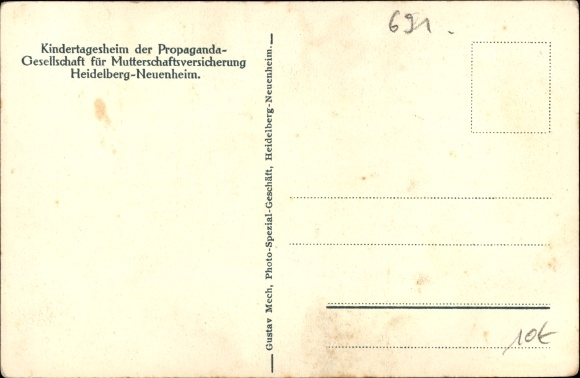 Kindertagesheim der Propaganda-
Gesellschaft für Mutterschaftsversicherung
Heidelberg-Neuenheim.
Gustav Mech, Photo-Spezial-Geschäft, Heidelberg-Neuenheim.
691.
10€